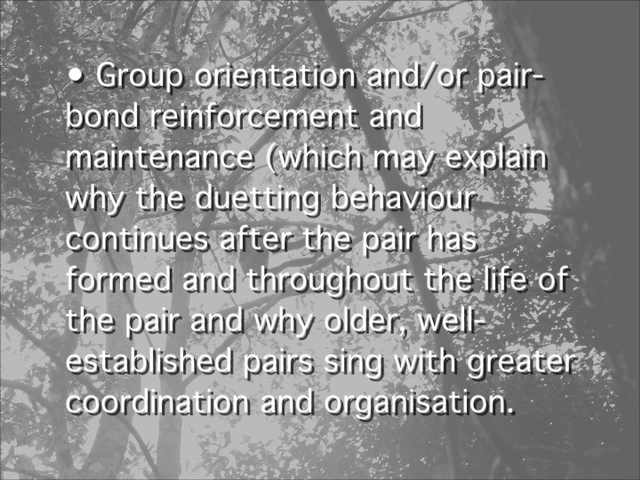 • Group orientation and/or pair-
bond reinforcement and
maintenance (which may explain
why the duetting behaviour
continues after the pair has
formed and throughout the life of
the pair and why older, well-
established pairs sing with greater
coordination and organisation.